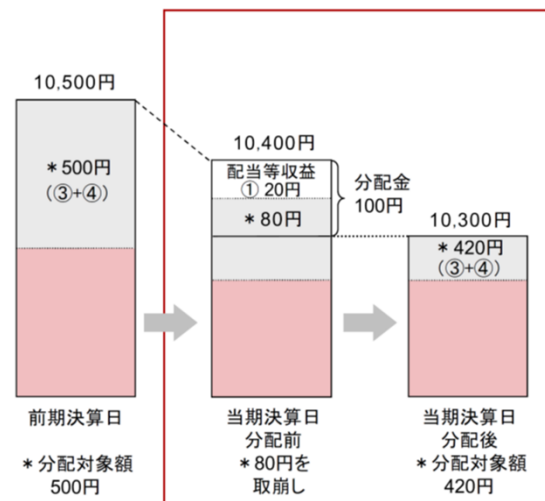 10,500円
＊500円
(③+④)
前期決算日
＊分配対象額
500円
10,400円
配当等収益
① 20円
＊80円
分配金
100円
当期決算日
分配前
＊80円を
取崩し
10,300円
＊420円
(③+④)
当期決算日
分配後
＊分配対象額
420円